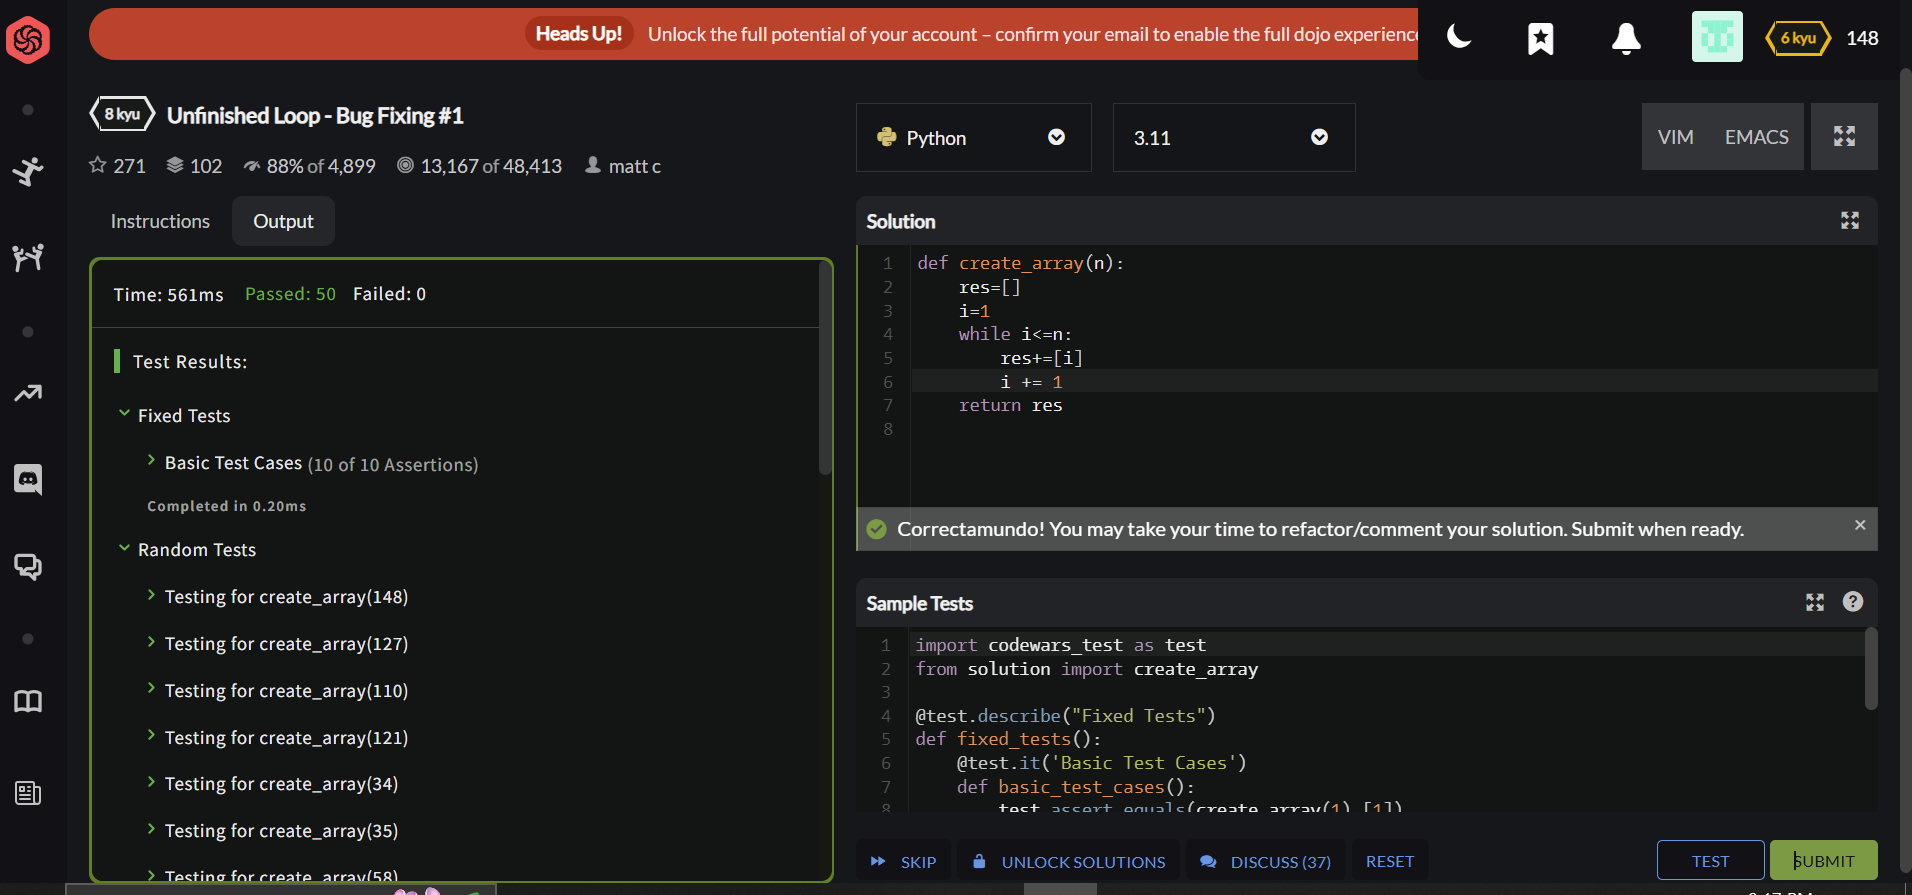 Heads Up! Unlock the full potential of your account – confirm your email to enable the full dojo experience
6 kyu 148
8 kyu Unfinished Loop - Bug Fixing #1
271 102 88% of 4,899 13,167 of 48,413 matt c
Instructions Output
Time: 561ms Passed: 50 Failed: 0
Test Results:
Fixed Tests
Basic Test Cases (10 of 10 Assertions)
Completed in 0.20ms
Random Tests
Testing for create_array(148)
Testing for create_array(127)
Testing for create_array(110)
Testing for create_array(121)
Testing for create_array(34)
Testing for create_array(35)
Testing for create_array(58)
Python 3.11 VIM EMACS
Solution
1 def create_array(n):
2 res=[]
3 i=1
4 while i<=n:
5 res+=[i]
6 i += 1
7 return res
8
Correctamundo! You may take your time to refactor/comment your solution. Submit when ready.
Sample Tests
1 import codewars_test as test
2 from solution import create_array
3
4 @test.describe("Fixed Tests")
5 def fixed_tests():
6 @test.it('Basic Test Cases')
7 def basic_test_cases():
8 test.assert_equals(create_array(1),[1])
SKIP UNLOCK SOLUTIONS DISCUSS (37) RESET TEST SUBMIT